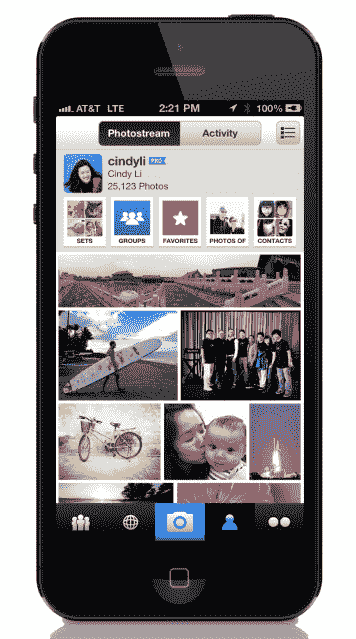 AT&T LTE 2:21 PM 100%
Photostream Activity
cindyli PRO
Cindy Li
25,123 Photos
SETS GROUPS FAVORITES PHOTOS OF CONTACTS